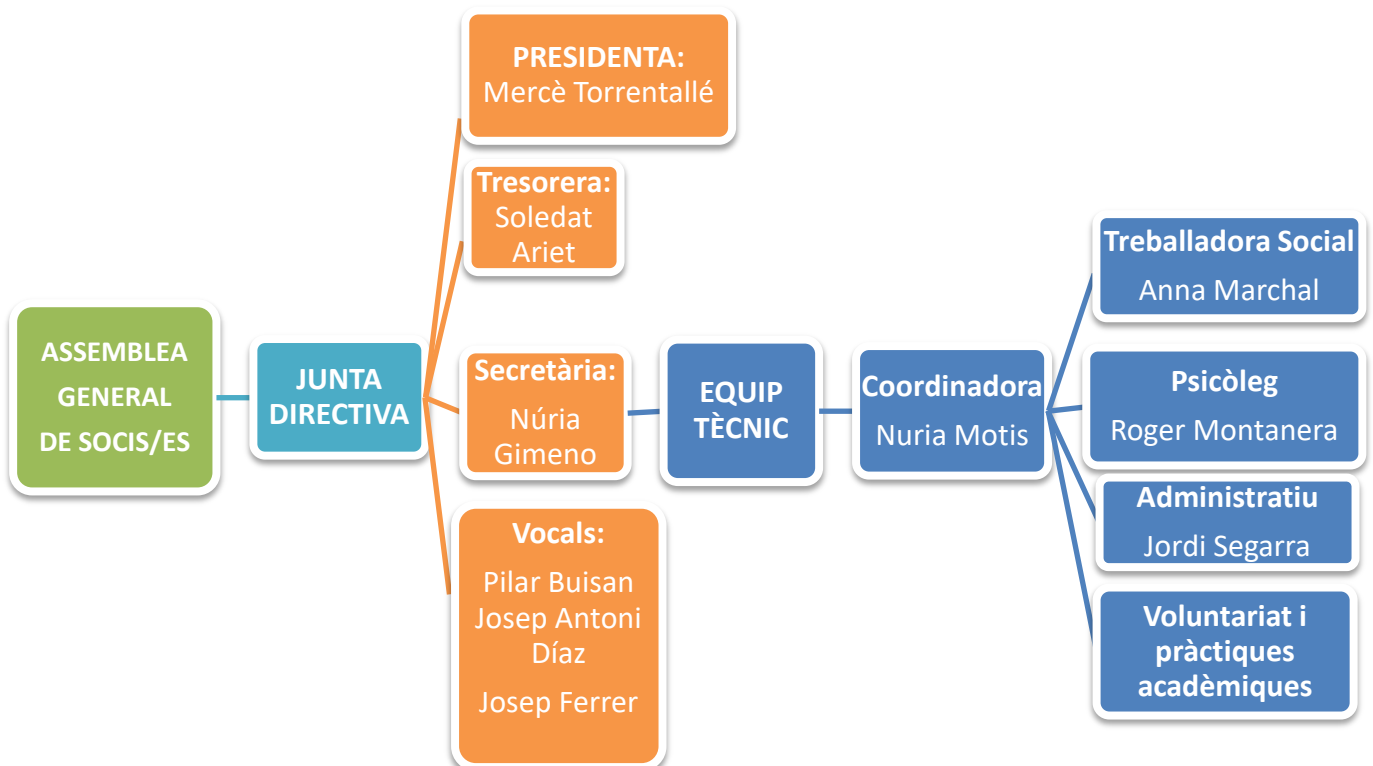 ASSEMBLEA
GENERAL
DE SOCIS/ES
JUNTA
DIRECTIVA
PRESIDENTA:
Mercè Torrentallé
Tresorera:
Soledat
Ariet
Secretària:
Núria
Gimeno
Vocals:
Pilar Buisan
Josep Antoni
Díaz
Josep Ferrer
EQUIP
TÈCNIC
Coordinadora
Nuria Motis
Treballadora Social
Anna Marchal
Psicòleg
Roger Montanera
Administratiu
Jordi Segarra
Voluntariat i
pràctiques
acadèmiques